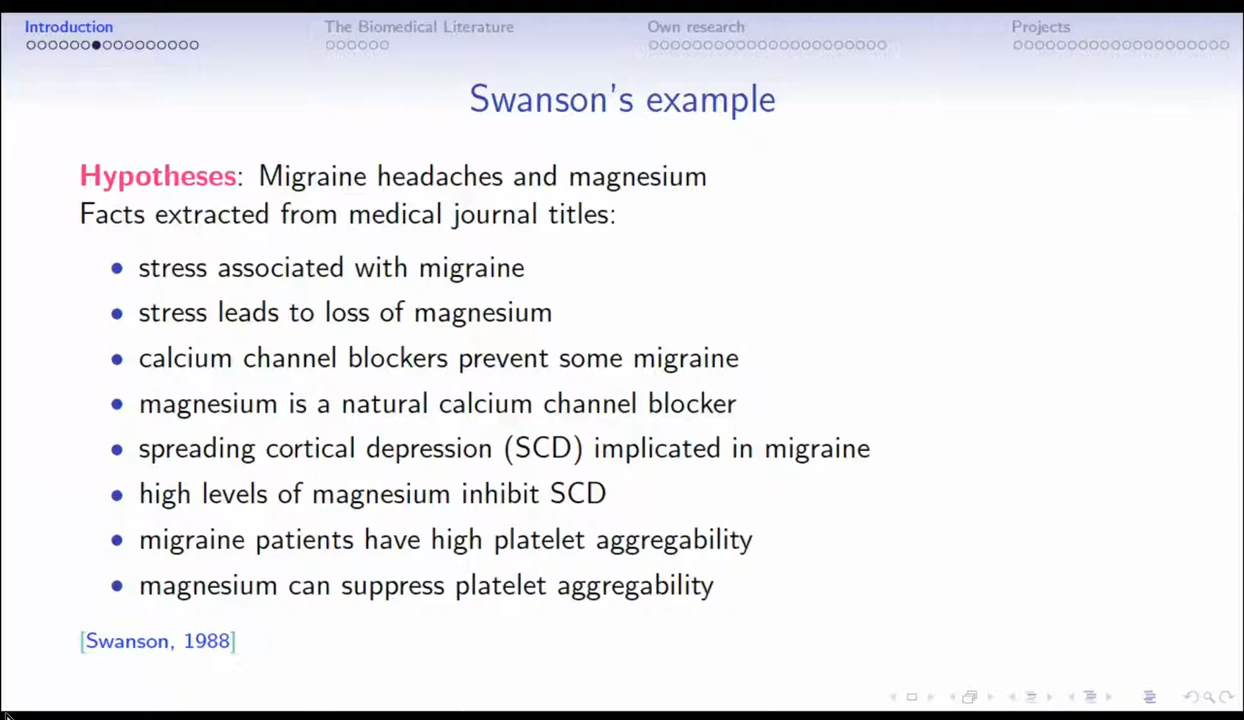 Introduction
The Biomedical Literature
Own research
Projects
Swanson's example
Hypotheses: Migraine headaches and magnesium
Facts extracted from medical journal titles:
• stress associated with migraine
• stress leads to loss of magnesium
• calcium channel blockers prevent some migraine
• magnesium is a natural calcium channel blocker
• spreading cortical depression (SCD) implicated in migraine
• high levels of magnesium inhibit SCD
• migraine patients have high platelet aggregability
• magnesium can suppress platelet aggregability
[Swanson, 1988]